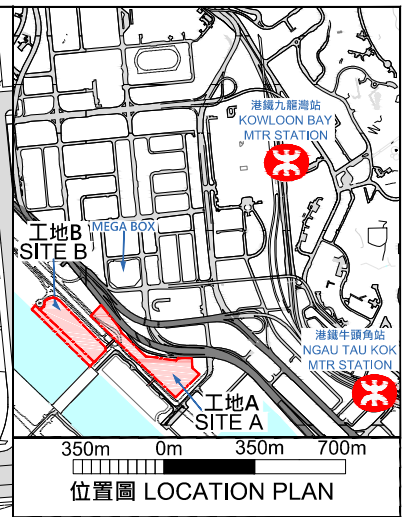 港鐵九龍灣站
KOWLOON BAY
MTR STATION
工地B
SITE B
MEGA BOX
港鐵牛頭角站
NGAU TAU KOK
MTR STATION
工地A
SITE A
350m 0m 350m 700m
位置圖 LOCATION PLAN